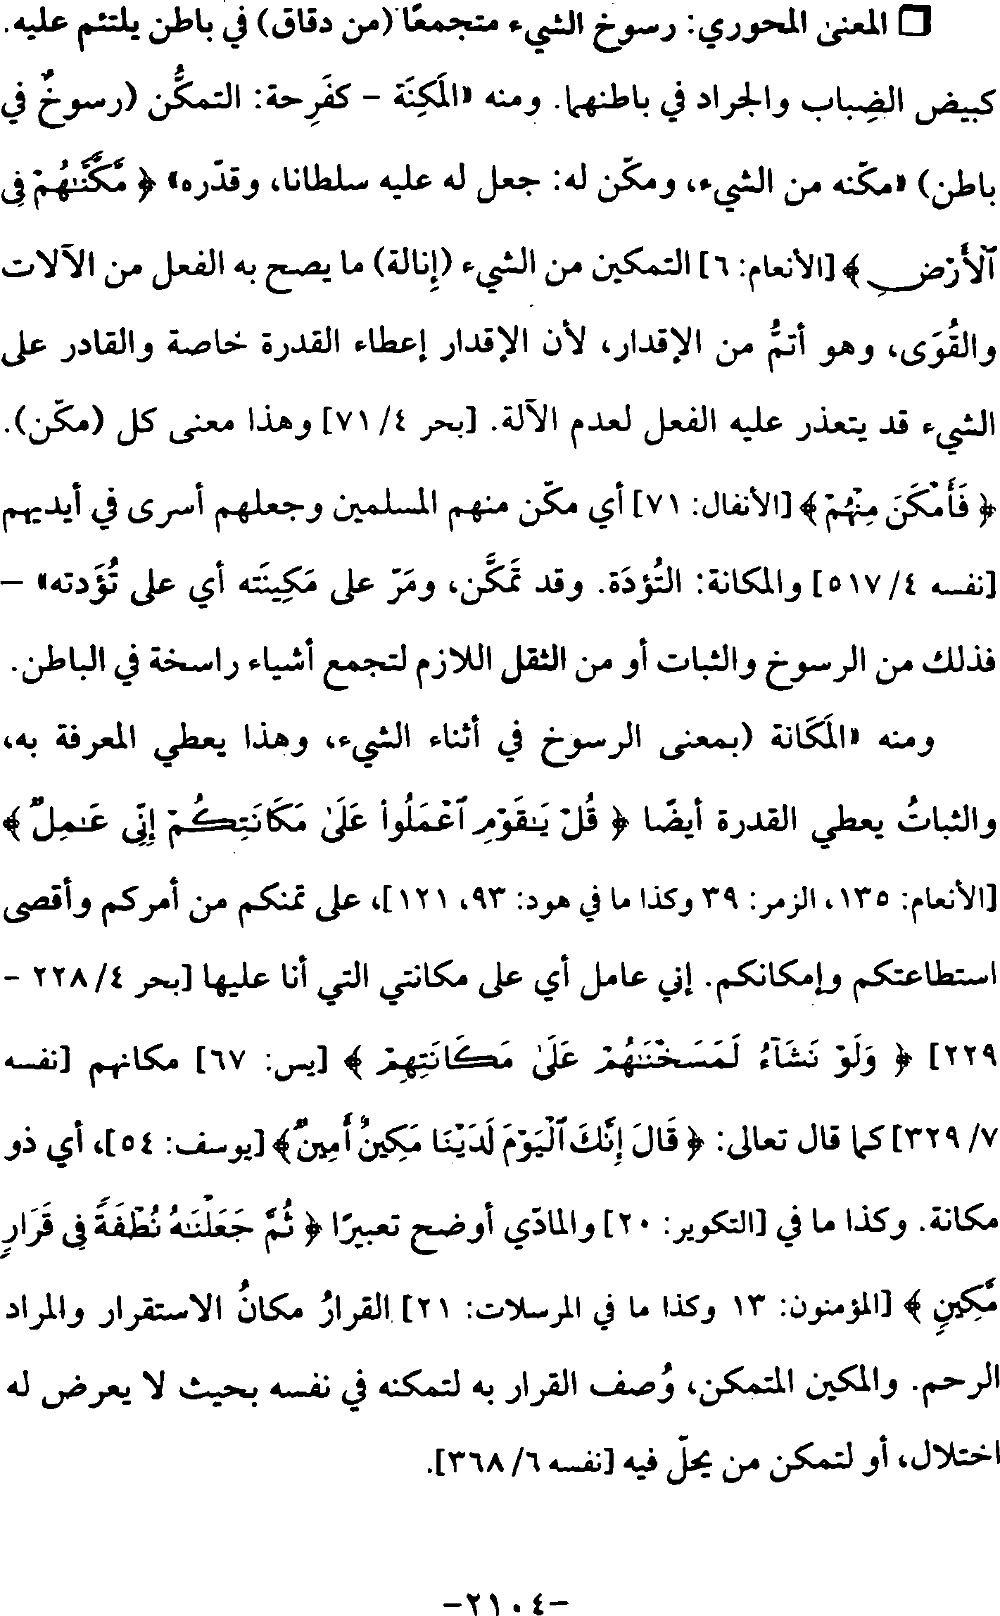 ❒ المعنى المحوري: رسوخ الشيء متجمعًا (من دقاق) في باطن يلتئم عليه.
كبيض الضِباب والجراد في باطنهما. ومنه «المَكِنَة – كفَرِحة: التمكُّن (رسوخٌ في
باطن) «مكّنه من الشيء، ومكّن له: جعل له عليه سلطانا، وقدّره» ﴿ مَّكَّنَّٰهُمْ فِى
ٱلْأَرْضِ ﴾ [الأنعام: ٦] التمكين من الشيء (إنالة) ما يصح به الفعل من الآلات
والقُوَى، وهو أتمُّ من الإقدار، لأن الإقدار إعطاء القدرة خاصة والقادر على
الشيء قد يتعذر عليه الفعل لعدم الآلة. [بحر ٤/ ٧١] وهذا معنى كل (مكّن).
﴿ فَأَمْكَنَ مِنْهُمْ ﴾ [الأنفال: ٧١] أي مكّن منهم المسلمين وجعلهم أسرى في أيديهم
[نفسه ٤/ ٥١٧] والمكانة: التُؤدَة. وقد تَمَكَّن، ومَرّ على مَكِينَته أي على تُؤَدته» –
فذلك من الرسوخ والثبات أو من الثقل اللازم لتجمع أشياء راسخة في الباطن.
ومنه «المَكَانة (بمعنى الرسوخ في أثناء الشيء، وهذا يعطي المعرفة به،
والثباتُ يعطي القدرة أيضًا ﴿ قُلْ يَٰقَوْمِ ٱعْمَلُوا۟ عَلَىٰ مَكَانَتِكُمْ إِنِّى عَٰمِلٌ ﴾
[الأنعام: ١٣٥، الزمر: ٣٩ وكذا ما في هود: ٩٣، ١٢١]، على تمنكم من أمركم وأقصى
استطاعتكم وإمكانكم. إني عامل أي على مكانتي التي أنا عليها [بحر ٤/ ٢٢٨ –
٢٢٩] ﴿ وَلَوْ نَشَآءُ لَمَسَخْنَٰهُمْ عَلَىٰ مَكَانَتِهِمْ ﴾ [يس: ٦٧] مكانهم [نفسه
٧/ ٣٢٩] كما قال تعالى: ﴿ قَالَ إِنَّكَ ٱلْيَوْمَ لَدَيْنَا مَكِينٌ أَمِينٌ ﴾ [يوسف: ٥٤]، أي ذو
مكانة. وكذا ما في [التكوير: ٢٠] والمادّي أوضح تعبيرًا ﴿ ثُمَّ جَعَلْنَٰهُ نُطْفَةً فِى قَرَارٍ
مَّكِينٍ ﴾ [المؤمنون: ١٣ وكذا ما في المرسلات: ٢١] القرارُ مكانُ الاستقرار والمراد
الرحم. والمكين المتمكن، وُصف القرار به لتمكنه في نفسه بحيث لا يعرض له
اختلال، أو لتمكن من يحلّ فيه [نفسه ٦/ ٣٦٨].
-٢١٠٤-